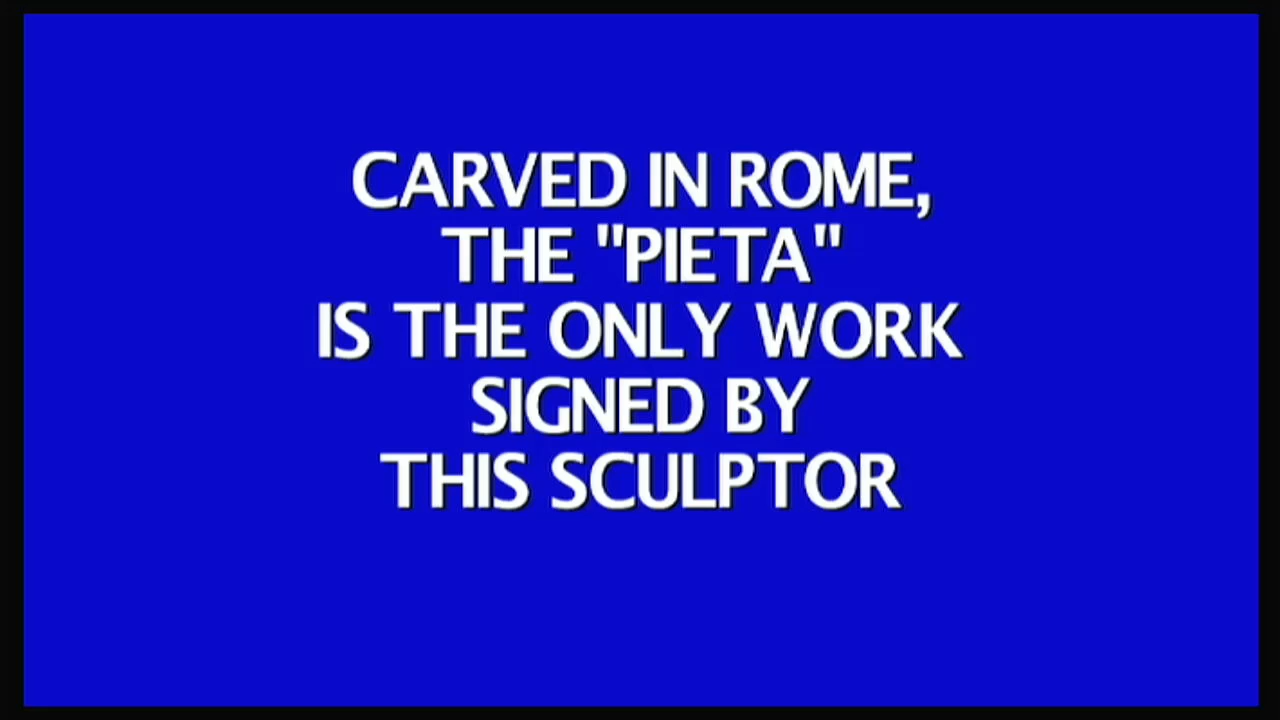 CARVED IN ROME,
THE "PIETA"
IS THE ONLY WORK
SIGNED BY
THIS SCULPTOR